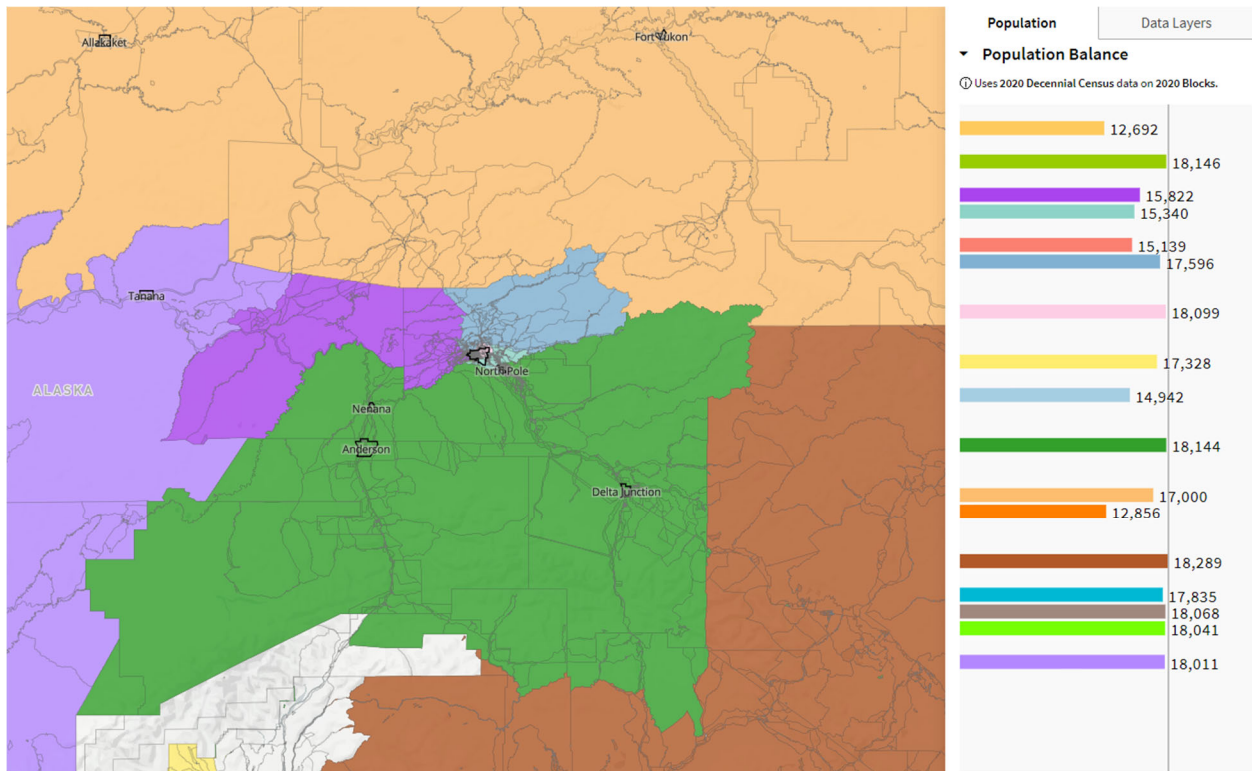 Allakaket
Fort Yukon
Tanana
ALASKA
North Pole
Nenana
Anderson
Delta Junction
Population
Data Layers
Population Balance
Uses 2020 Decennial Census data on 2020 Blocks.
12,692
18,146
15,822
15,340
15,139
17,596
18,099
17,328
14,942
18,144
17,000
12,856
18,289
17,835
18,068
18,041
18,011